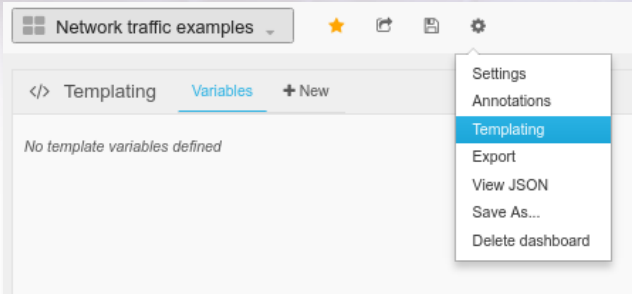 Network traffic examples
</> Templating Variables + New
No template variables defined
Settings
Annotations
Templating
Export
View JSON
Save As...
Delete dashboard